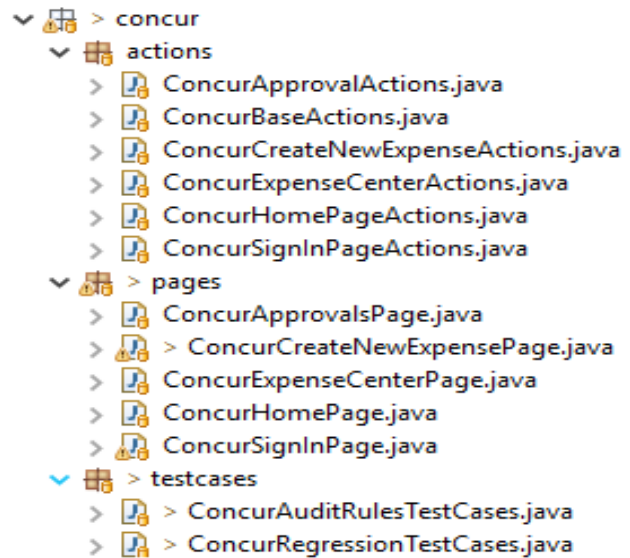 > concur
actions
ConcurApprovalActions.java
ConcurBaseActions.java
ConcurCreateNewExpenseActions.java
ConcurExpenseCenterActions.java
ConcurHomePageActions.java
ConcurSignInPageActions.java
> pages
ConcurApprovalsPage.java
> ConcurCreateNewExpensePage.java
ConcurExpenseCenterPage.java
ConcurHomePage.java
ConcurSignInPage.java
> testcases
> ConcurAuditRulesTestCases.java
> ConcurRegressionTestCases.java